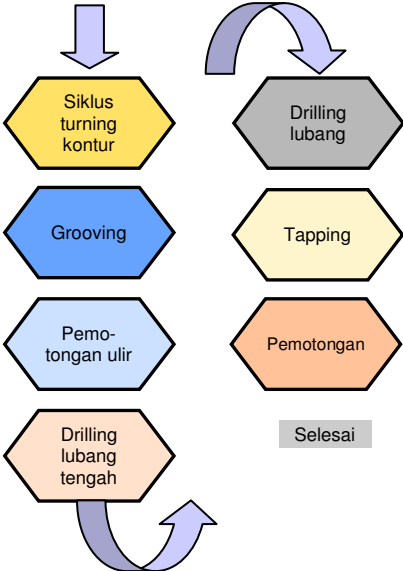 Siklus
turning
kontur
Grooving
Pemo-
tongan ulir
Drilling
lubang
tengah
Drilling
lubang
Tapping
Pemotongan
Selesai